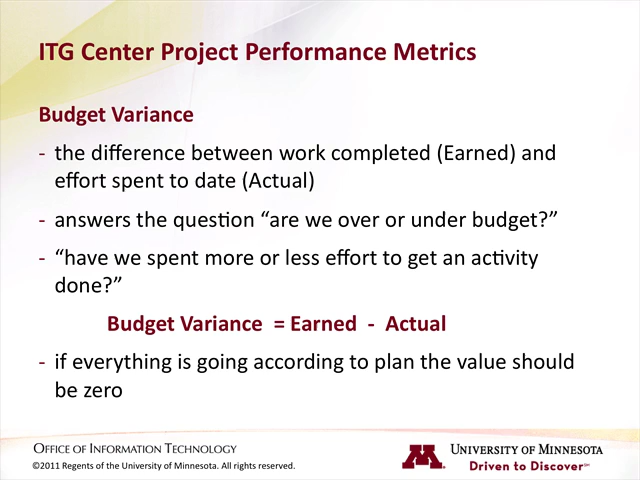 ITG Center Project Performance Metrics
Budget Variance
- the difference between work completed (Earned) and
effort spent to date (Actual)
- answers the question “are we over or under budget?”
- “have we spent more or less effort to get an activity
done?”
Budget Variance = Earned - Actual
- if everything is going according to plan the value should
be zero
OFFICE OF INFORMATION TECHNOLOGY
©2011 Regents of the University of Minnesota. All rights reserved.
M
UNIVERSITY OF MINNESOTA
Driven to Discover℠